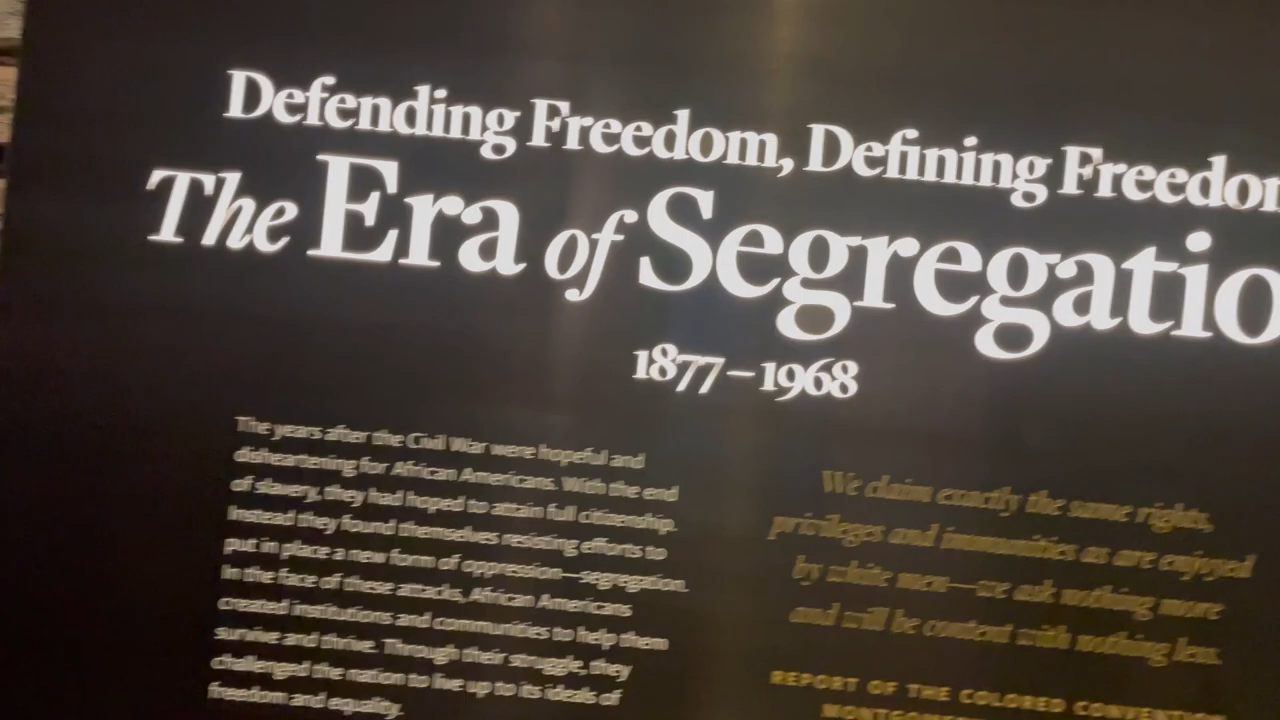 Defending Freedom, Defining Freedom
The Era of Segregatio
1877–1968
The years after the Civil War were hopeful and
disheartening for African Americans. With the end
of slavery, they had hoped to attain full citizenship.
Instead they found themselves resisting efforts to
put in place a new form of oppression—segregation.
In the face of these attacks, African Americans
created institutions and communities to help them
survive and thrive. Through their struggle, they
challenged the nation to live up to its ideals of
freedom and equality.
We claim exactly the same rights,
privileges and immunities as are enjoyed
by white men—we ask nothing more
and will be content with nothing less.
REPORT OF THE COLORED CONVENTION